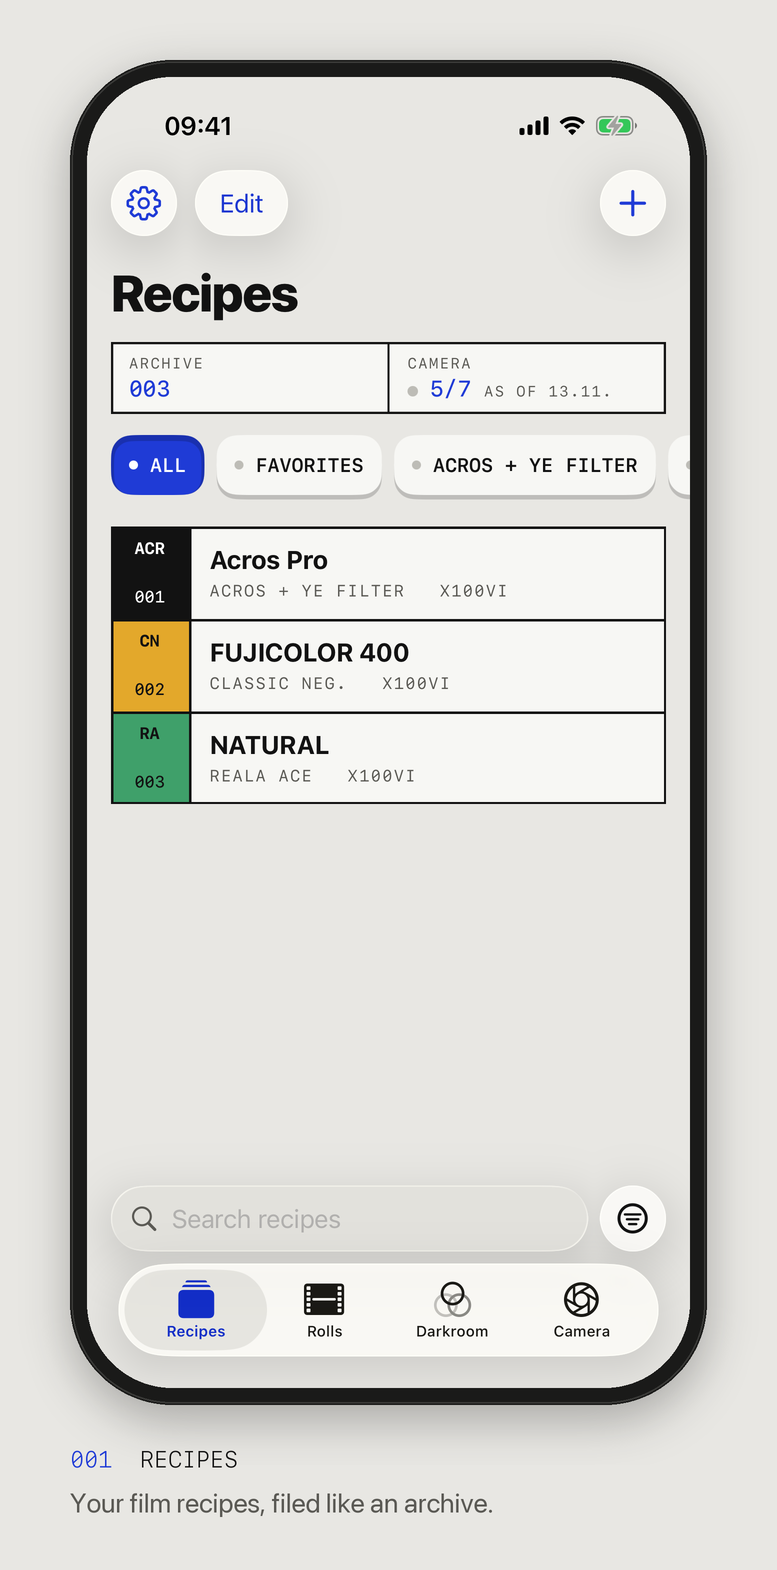 09:41
Edit
Recipes
ARCHIVE
003
CAMERA
5/7 AS OF 13.11.
ALL
FAVORITES
ACROS + YE FILTER
ACR
001
Acros Pro
ACROS + YE FILTER X100VI
CN
002
FUJICOLOR 400
CLASSIC NEG. X100VI
RA
003
NATURAL
REALA ACE X100VI
Search recipes
Recipes
Rolls
Darkroom
Camera
001 RECIPES
Your film recipes, filed like an archive.